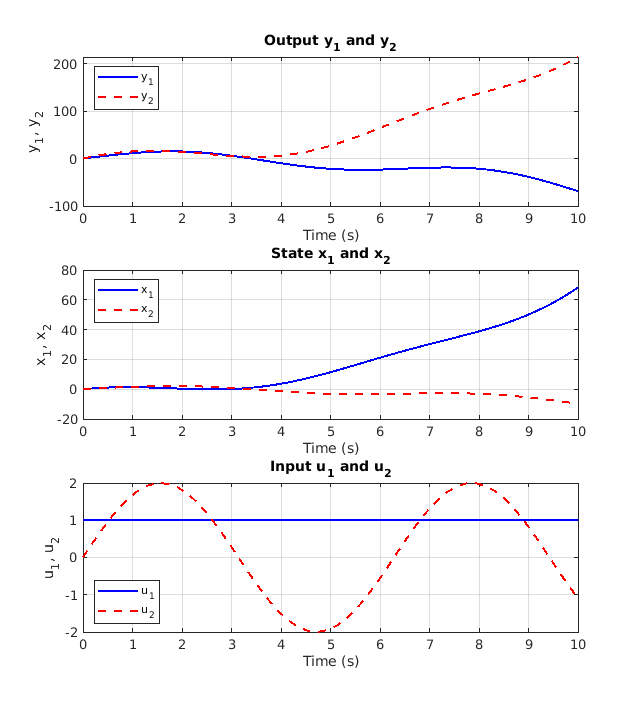 Output y₁ and y₂
y₁, y₂
200
100
0
-100
y₁
y₂
0 1 2 3 4 5 6 7 8 9 10
Time (s)
State x₁ and x₂
x₁, x₂
80
60
40
20
0
-20
x₁
x₂
0 1 2 3 4 5 6 7 8 9 10
Time (s)
Input u₁ and u₂
u₁, u₂
2
1
0
-1
-2
u₁
u₂
0 1 2 3 4 5 6 7 8 9 10
Time (s)